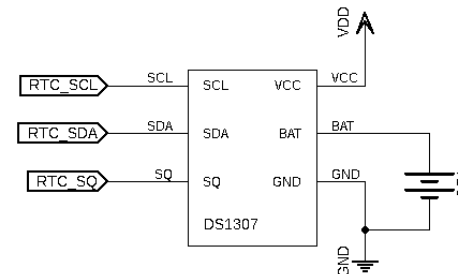 VDD
RTC_SCL SCL SCL VCC VCC
RTC_SDA SDA SDA BAT BAT
RTC_SQ SQ SQ GND GND
DS1307
GND